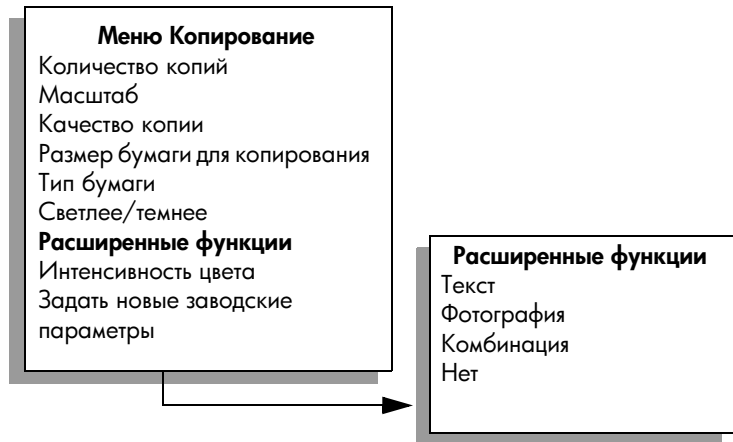 Меню Копирование
Количество копий
Масштаб
Качество копии
Размер бумаги для копирования
Тип бумаги
Светлее/темнее
Расширенные функции
Интенсивность цвета
Задать новые заводские
параметры
Расширенные функции
Текст
Фотография
Комбинация
Нет